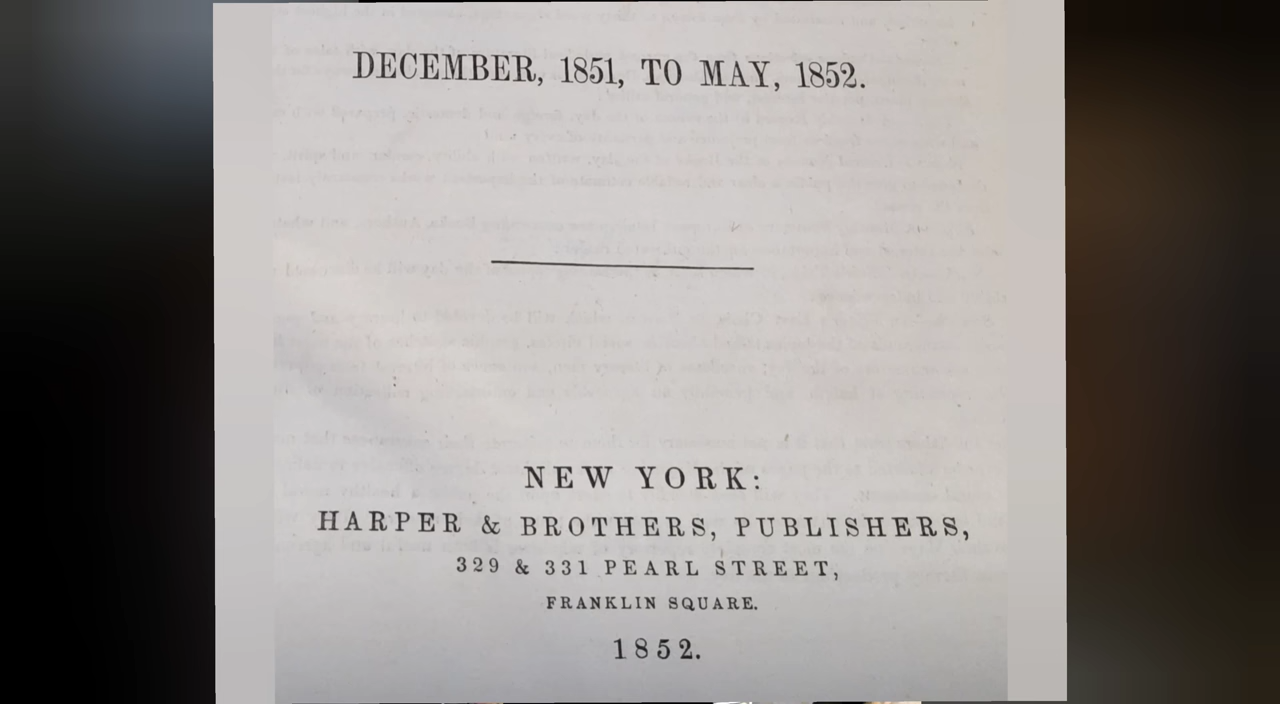 DECEMBER, 1851, TO MAY, 1852.
NEW YORK:
HARPER & BROTHERS, PUBLISHERS,
329 & 331 PEARL STREET,
FRANKLIN SQUARE.
1852.